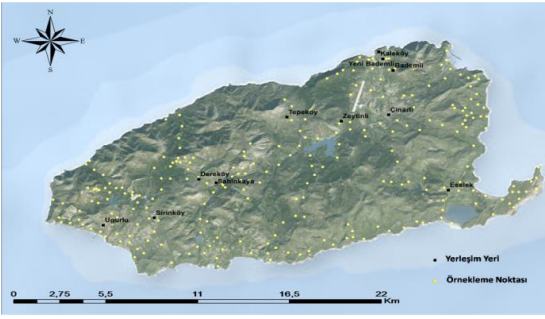 N
W E
S
Kaleköy
Yeni Bademli Bademli
Tepeköy
Çınarlı
Zeytinli
Dereköy
Şahinkaya
Eşelek
Şirinköy
Uğurlu
Yerleşim Yeri
Örnekleme Noktası
0 2,75 5,5 11 16,5 22
Km